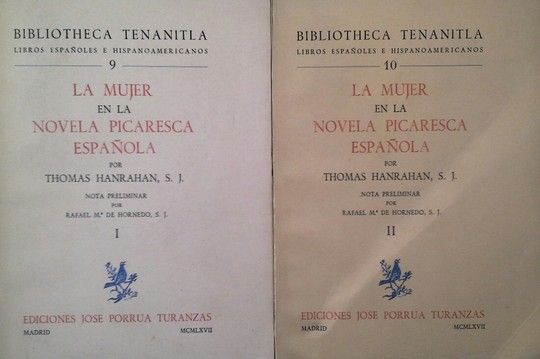 BIBLIOTHECA TENANITLA
LIBROS ESPAÑOLES E HISPANOAMERICANOS
9
LA MUJER
EN LA
NOVELA PICARESCA
ESPAÑOLA
POR
THOMAS HANRAHAN, S. J.
NOTA PRELIMINAR
POR
RAFAEL Mª DE HORNEDO, S. J.
I
EDICIONES JOSE PORRUA TURANZAS
MADRID MCMLXVII
BIBLIOTHECA TENANITLA
LIBROS ESPAÑOLES E HISPANOAMERICANOS
10
LA MUJER
EN LA
NOVELA PICARESCA
ESPAÑOLA
POR
THOMAS HANRAHAN, S. J.
NOTA PRELIMINAR
POR
RAFAEL Mª DE HORNEDO, S. J.
II
EDICIONES JOSE PORRUA TURANZAS
MADRID MCMLXVII